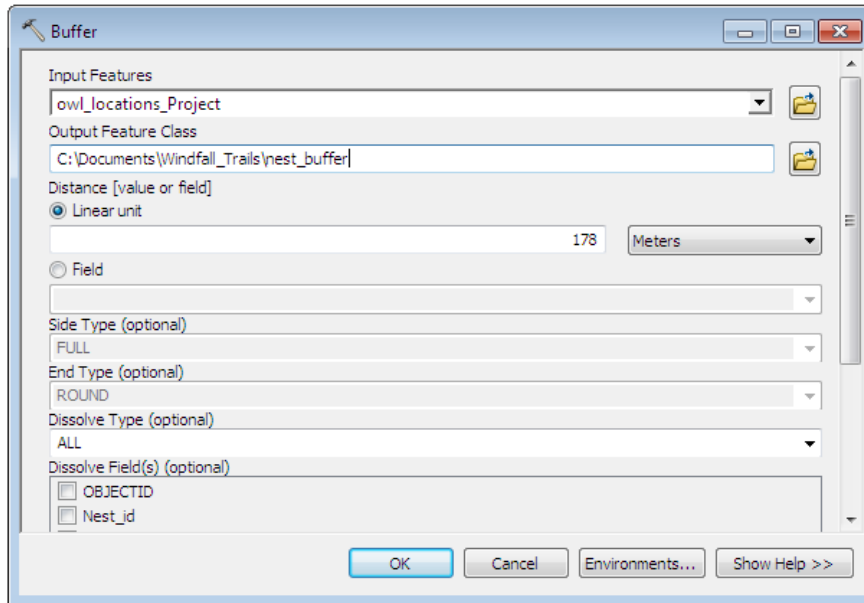 Buffer
Input Features
owl_locations_Project
Output Feature Class
C:\Documents\Windfall_Trails\nest_buffer
Distance [value or field]
Linear unit
178 Meters
Field
Side Type (optional)
FULL
End Type (optional)
ROUND
Dissolve Type (optional)
ALL
Dissolve Field(s) (optional)
OBJECTID
Nest_id
OK Cancel Environments... Show Help >>